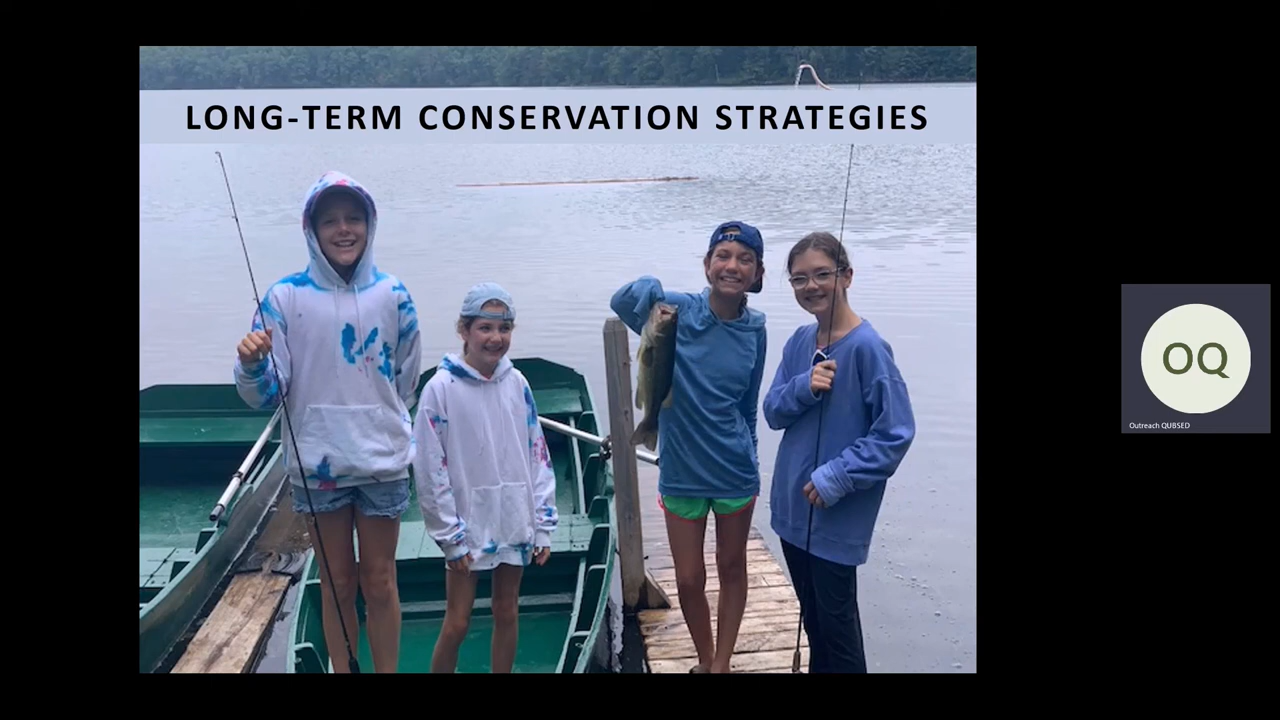 LONG-TERM CONSERVATION STRATEGIES
OQ
Outreach QUBSED